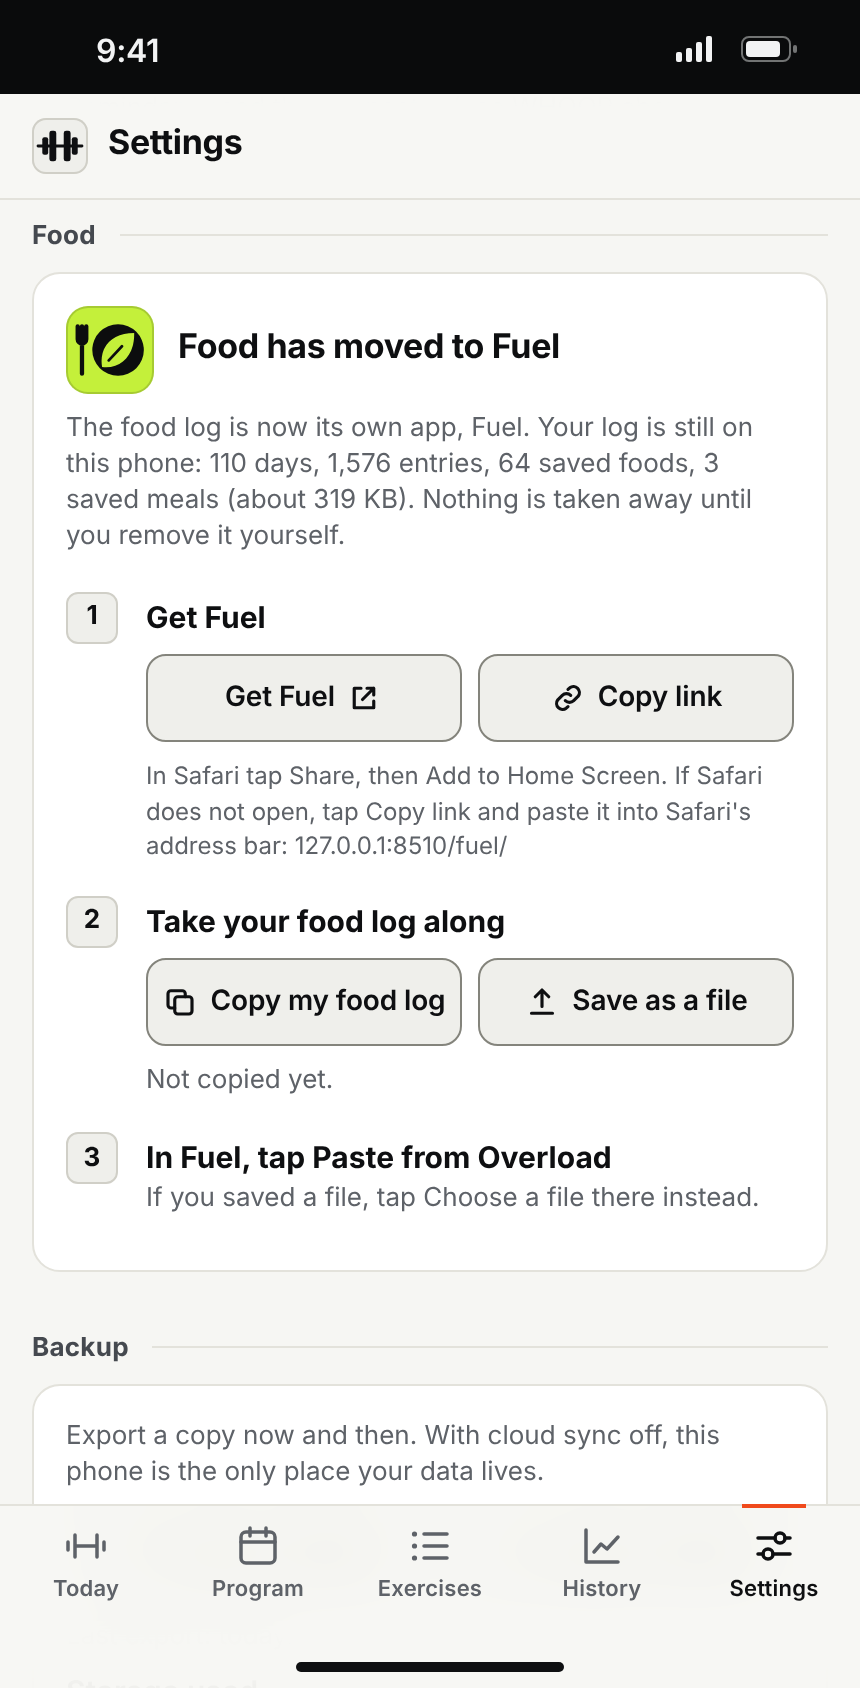 9:41
Settings
Food
Food has moved to Fuel
The food log is now its own app, Fuel. Your log is still on
this phone: 110 days, 1,576 entries, 64 saved foods, 3
saved meals (about 319 KB). Nothing is taken away until
you remove it yourself.
1
Get Fuel
Get Fuel
Copy link
In Safari tap Share, then Add to Home Screen. If Safari
does not open, tap Copy link and paste it into Safari's
address bar: 127.0.0.1:8510/fuel/
2
Take your food log along
Copy my food log
Save as a file
Not copied yet.
3
In Fuel, tap Paste from Overload
If you saved a file, tap Choose a file there instead.
Backup
Export a copy now and then. With cloud sync off, this
phone is the only place your data lives.
Today
Program
Exercises
History
Settings